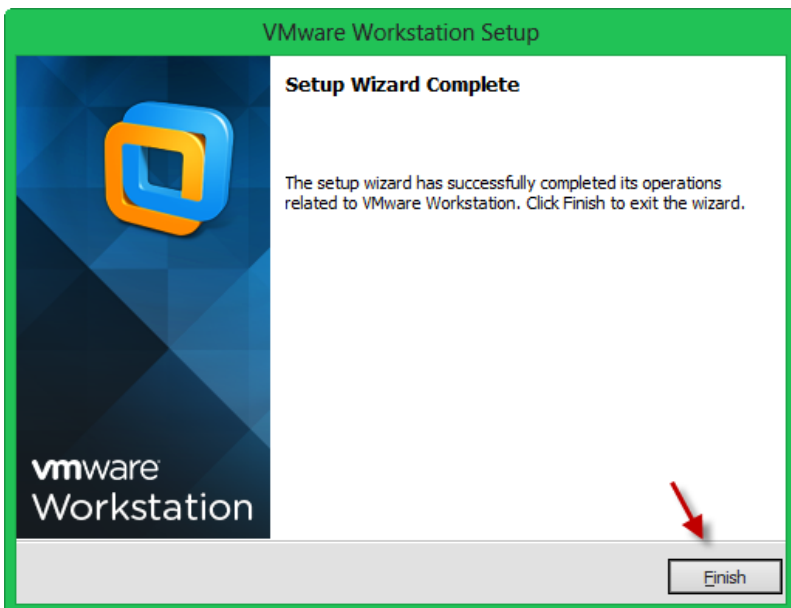 VMware Workstation Setup
Setup Wizard Complete
The setup wizard has successfully completed its operations
related to VMware Workstation. Click Finish to exit the wizard.
vmware
Workstation
Finish